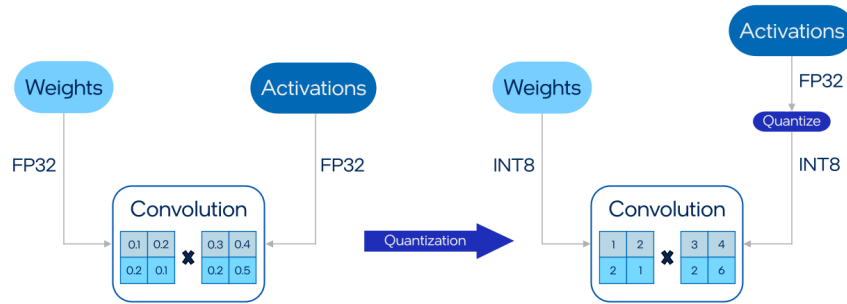 Activations
Weights
Activations
Weights
FP32
Quantize
FP32
FP32
INT8
INT8
Convolution
Convolution
0.1 0.2
0.3 0.4
Quantization
1 2
3 4
0.2 0.1
0.2 0.5
2 1
2 6